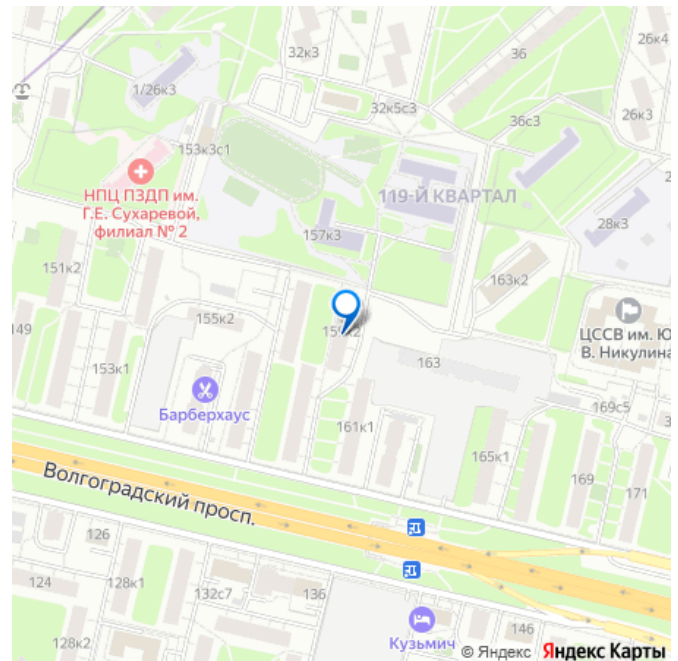 32к3
36
26к4
1/26к3
32к5с3
36с3
26к3
153к3с1
НПЦ ПЗДП им.
Г.Е. Сухаревой,
филиал № 2
119-Й КВАРТАЛ
157к3
28к3
151к2
163к2
155к2
149
153к1
163
ЦССВ им. Ю
В. Никулина
Барберхаус
161к1
169с5
165к1
169
171
Волгоградский просп.
126
124
128к1
132с7
136
146
128к2
Кузьмич
© Яндекс Яндекс Карты